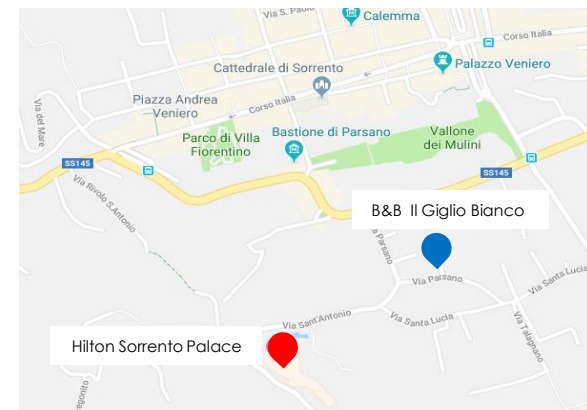 Via S. Paolo
Calemma
Corso Italia
Palazzo Veniero
Cattedrale di Sorrento
Piazza Andrea
Veniero
Corso Italia
Via del Mare
Parco di Villa
Fiorentino
Bastione di Parsano
Vallone
dei Mulini
SS145
SS145
Via Rivolo S.Antonio
B&B Il Giglio Bianco
Via Parsano
Via Santa Lucia
Via Sant'Antonio
Via Santa Lucia
Via Talagnano
Hilton Sorrento Palace